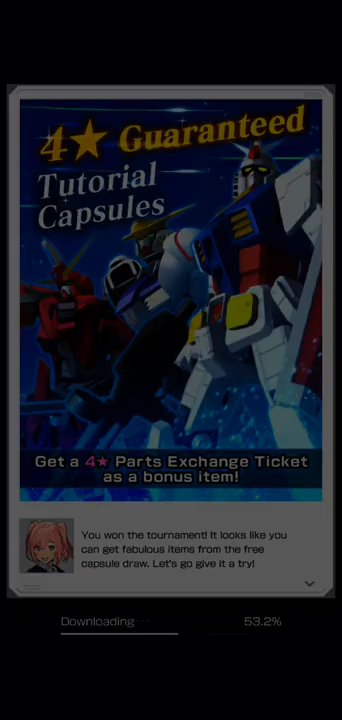 4★ Guaranteed
Tutorial
Capsules
Get a 4★ Parts Exchange Ticket
as a bonus item!
You won the tournament! It looks like you
can get fabulous items from the free
capsule draw. Let's go give it a try!
Downloading ... 53.2%